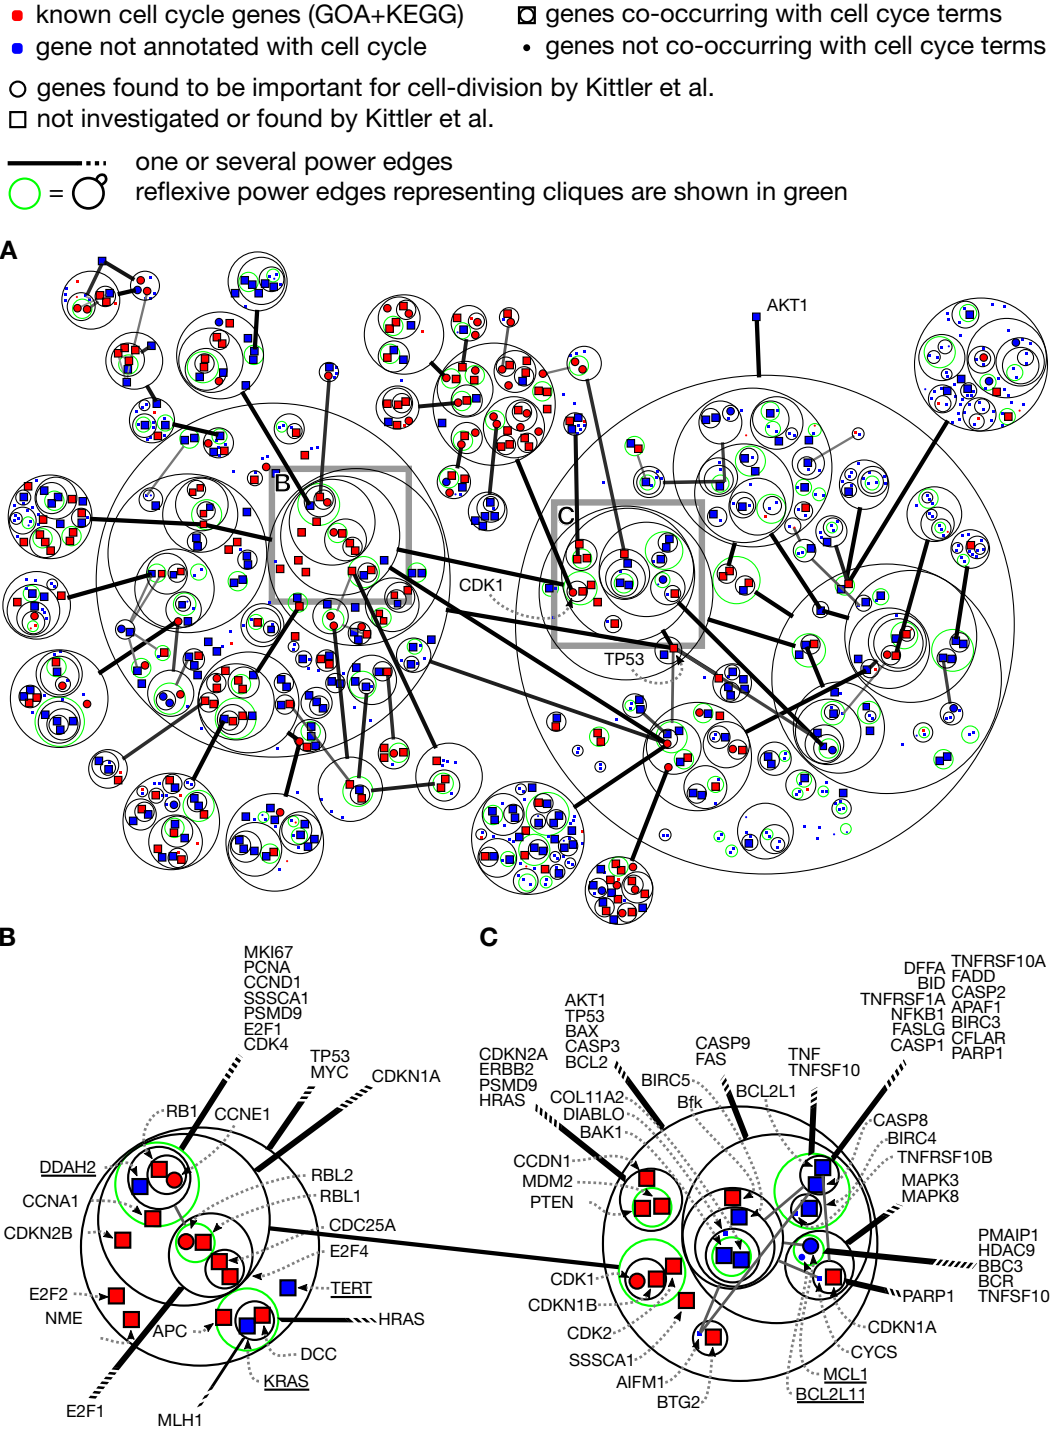 known cell cycle genes (GOA+KEGG)
gene not annotated with cell cycle
genes co-occurring with cell cyce terms
genes not co-occurring with cell cyce terms
genes found to be important for cell-division by Kittler et al.
not investigated or found by Kittler et al.
one or several power edges
= reflexive power edges representing cliques are shown in green
A
AKT1
B
C
CDK1
TP53
B
MKI67
PCNA
CCND1
SSSCA1
PSMD9
E2F1
CDK4
TP53
MYC
CDKN1A
RB1
CCNE1
DDAH2
RBL2
RBL1
CCNA1
CDKN2B
CDC25A
E2F4
E2F2
TERT
NME
APC
HRAS
DCC
KRAS
E2F1
MLH1
C
AKT1
TP53
BAX
CASP3
BCL2
CDKN2A
ERBB2
PSMD9
HRAS
COL11A2
DIABLO
BAK1
CASP9
FAS
BIRC5
Bfk
BCL2L1
TNF
TNFSF10
DFFA
BID
TNFRSF1A
NFKB1
FASLG
CASP1
TNFRSF10A
FADD
CASP2
APAF1
BIRC3
CFLAR
PARP1
CASP8
BIRC4
TNFRSF10B
CCDN1
MDM2
PTEN
MAPK3
MAPK8
PMAIP1
HDAC9
BBC3
BCR
TNFSF10
CDK1
CDKN1B
CDK2
SSSCA1
AIFM1
BTG2
PARP1
CDKN1A
CYCS
MCL1
BCL2L11